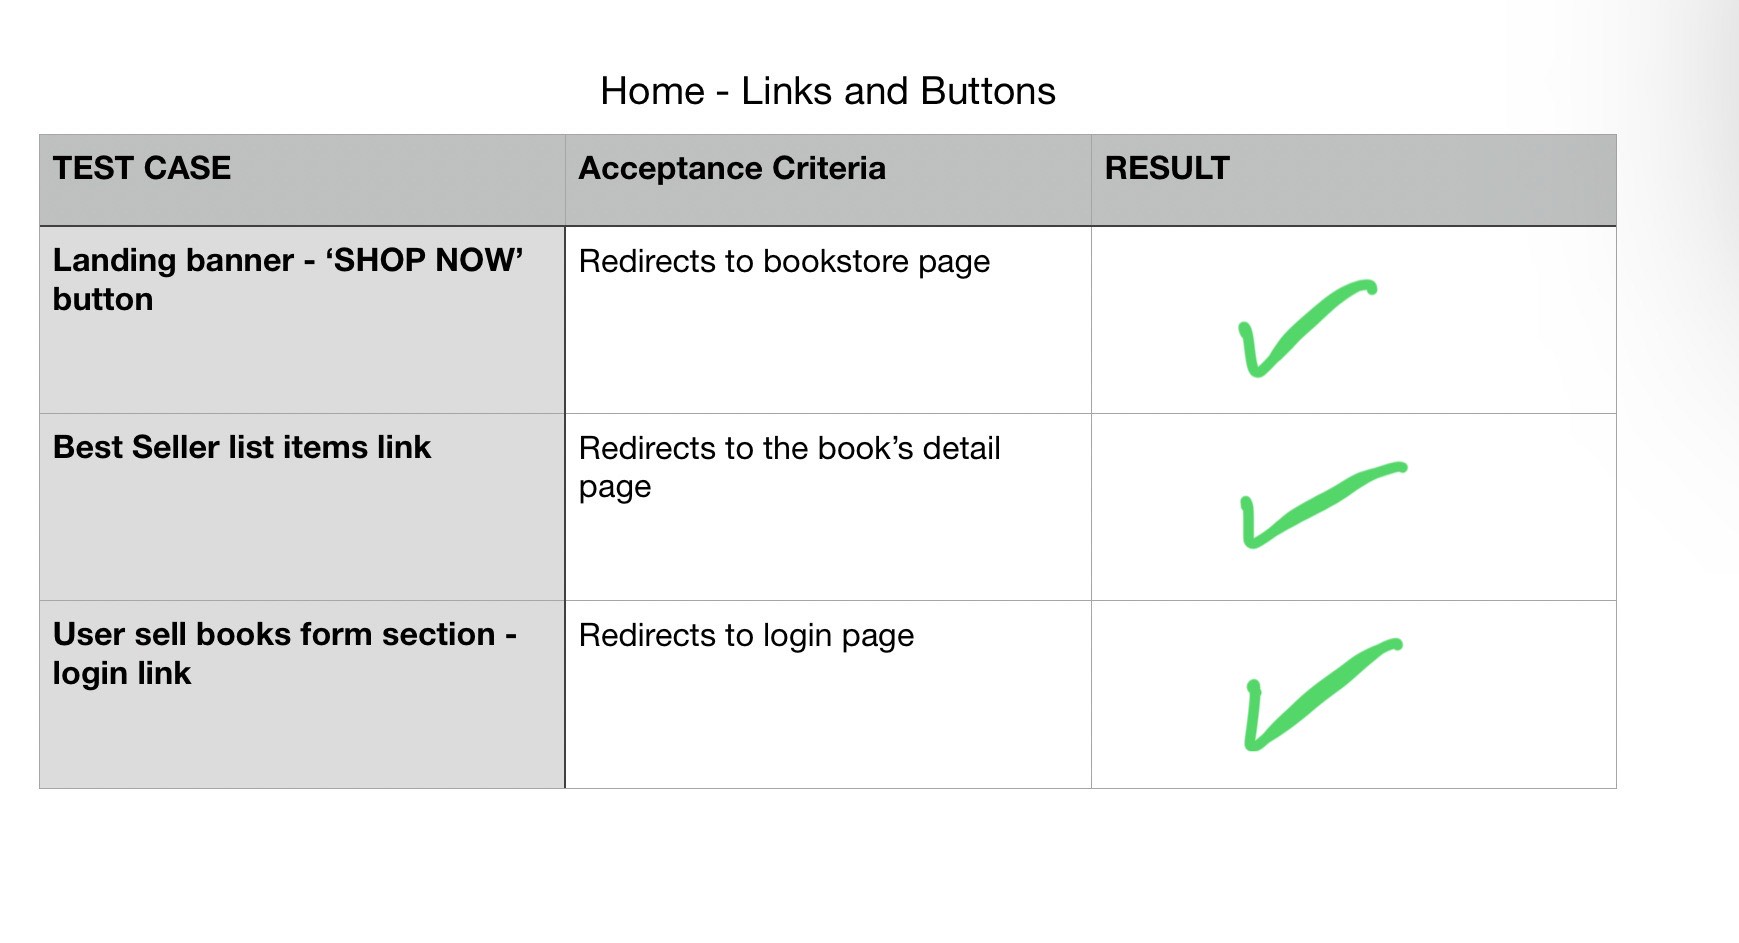 Home - Links and Buttons
TEST CASE
Acceptance Criteria
RESULT
Landing banner - ‘SHOP NOW’
button
Redirects to bookstore page
Best Seller list items link
Redirects to the book’s detail
page
User sell books form section -
login link
Redirects to login page